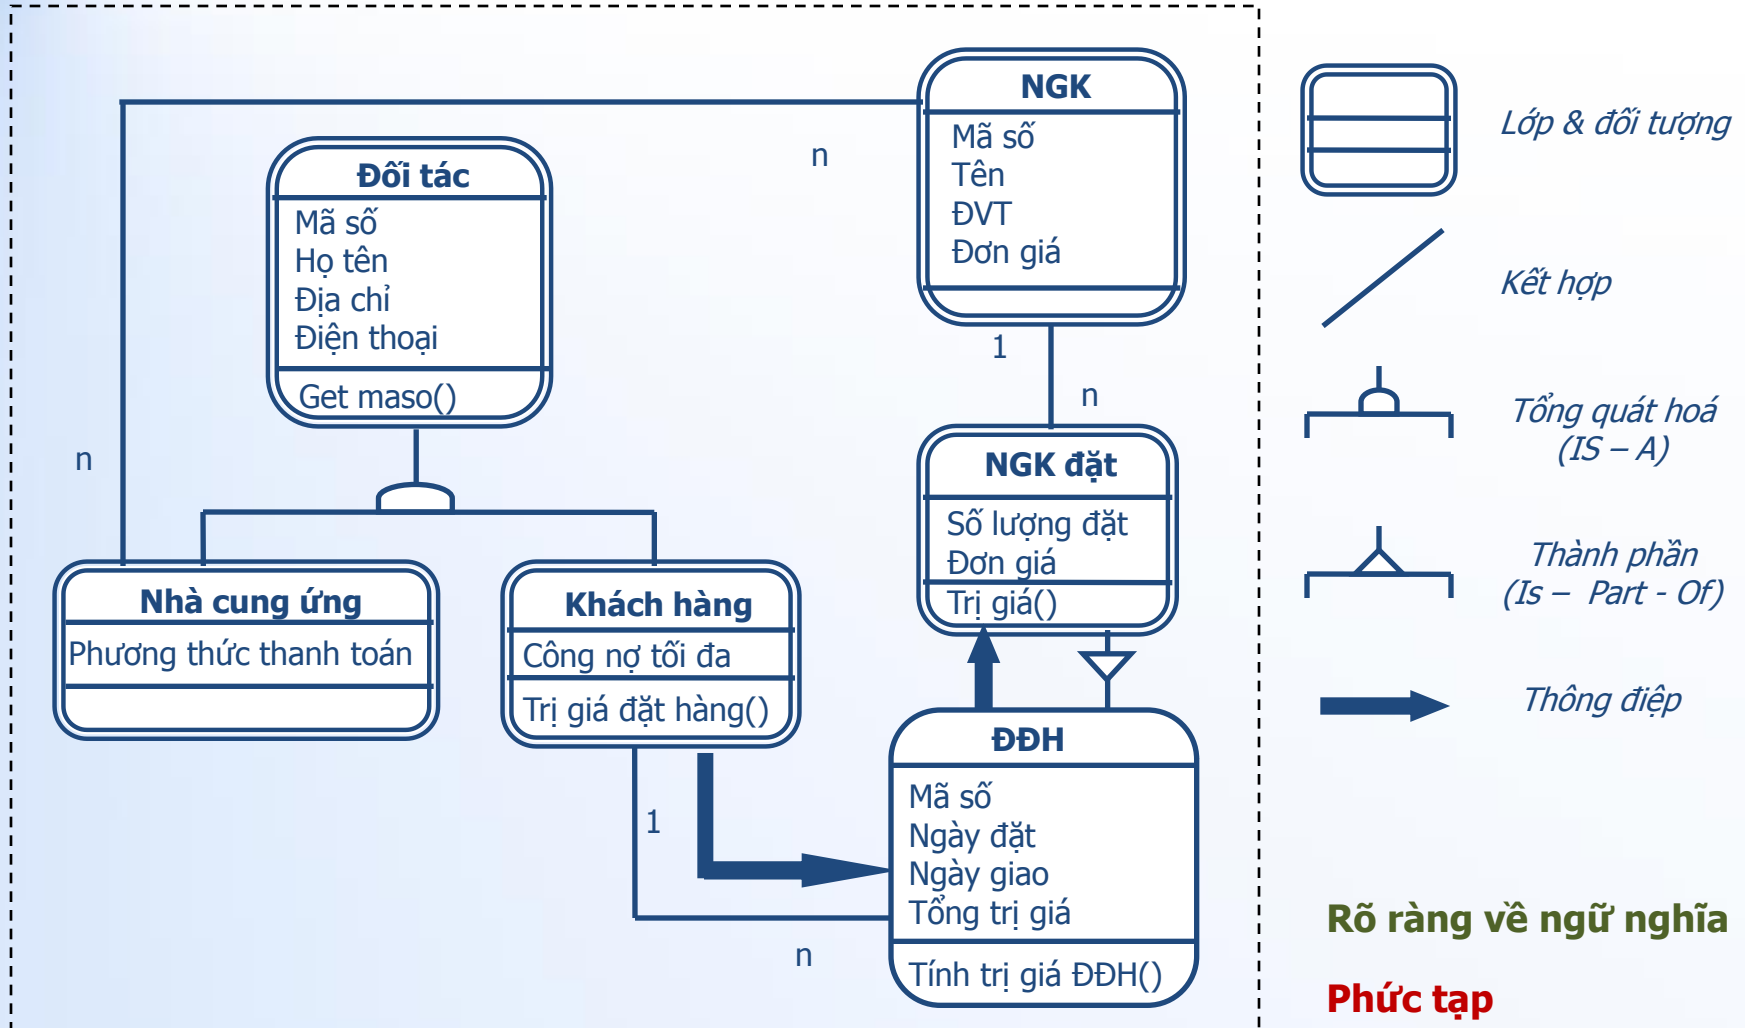 NGK
Mã số
Tên
ĐVT
Đơn giá
n
Đối tác
Mã số
Họ tên
Địa chỉ
Điện thoại
Get maso()
n
1
n
NGK đặt
Số lượng đặt
Đơn giá
Trị giá()
Nhà cung ứng
Phương thức thanh toán
Khách hàng
Công nợ tối đa
Trị giá đặt hàng()
1
n
ĐĐH
Mã số
Ngày đặt
Ngày giao
Tổng trị giá
Tính trị giá ĐĐH()
Lớp & đối tượng
Kết hợp
Tổng quát hoá
(IS – A)
Thành phần
(Is – Part - Of)
Thông điệp
Rõ ràng về ngữ nghĩa
Phức tạp